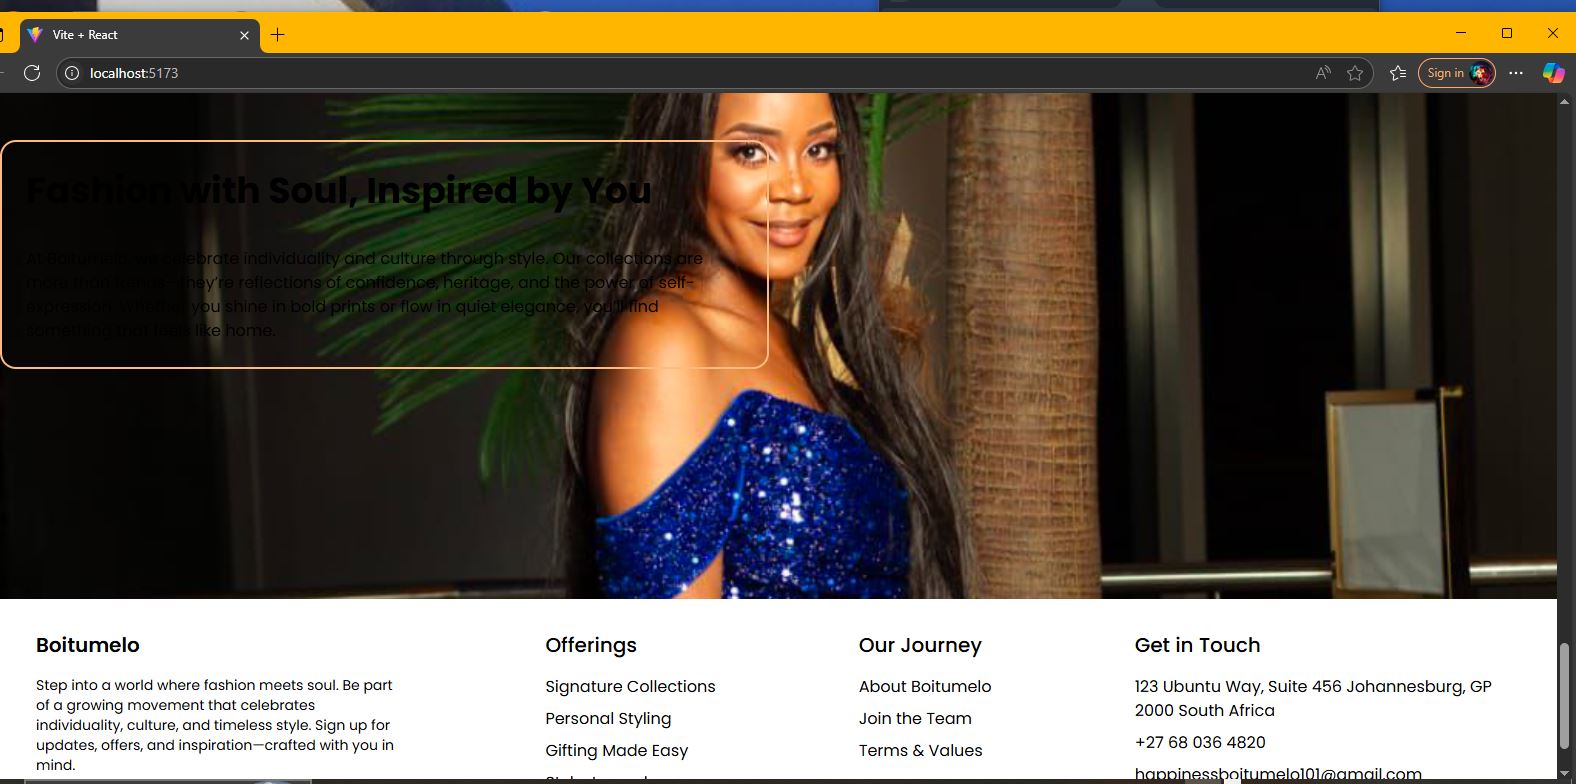 Vite + React
localhost:5173
Sign in
Fashion with Soul, Inspired by You
At Boitumelo, we celebrate individuality and culture through style. Our collections are
more than trends—they're reflections of confidence, heritage, and the power of self-
expression. Whether you shine in bold prints or flow in quiet elegance, you'll find
something that feels like home.
Boitumelo
Step into a world where fashion meets soul. Be part
of a growing movement that celebrates
individuality, culture, and timeless style. Sign up for
updates, offers, and inspiration—crafted with you in
mind.
Offerings
Signature Collections
Personal Styling
Gifting Made Easy
Our Journey
About Boitumelo
Join the Team
Terms & Values
Get in Touch
123 Ubuntu Way, Suite 456 Johannesburg, GP
2000 South Africa
+27 68 036 4820
happinessboitumelo101@gmail.com